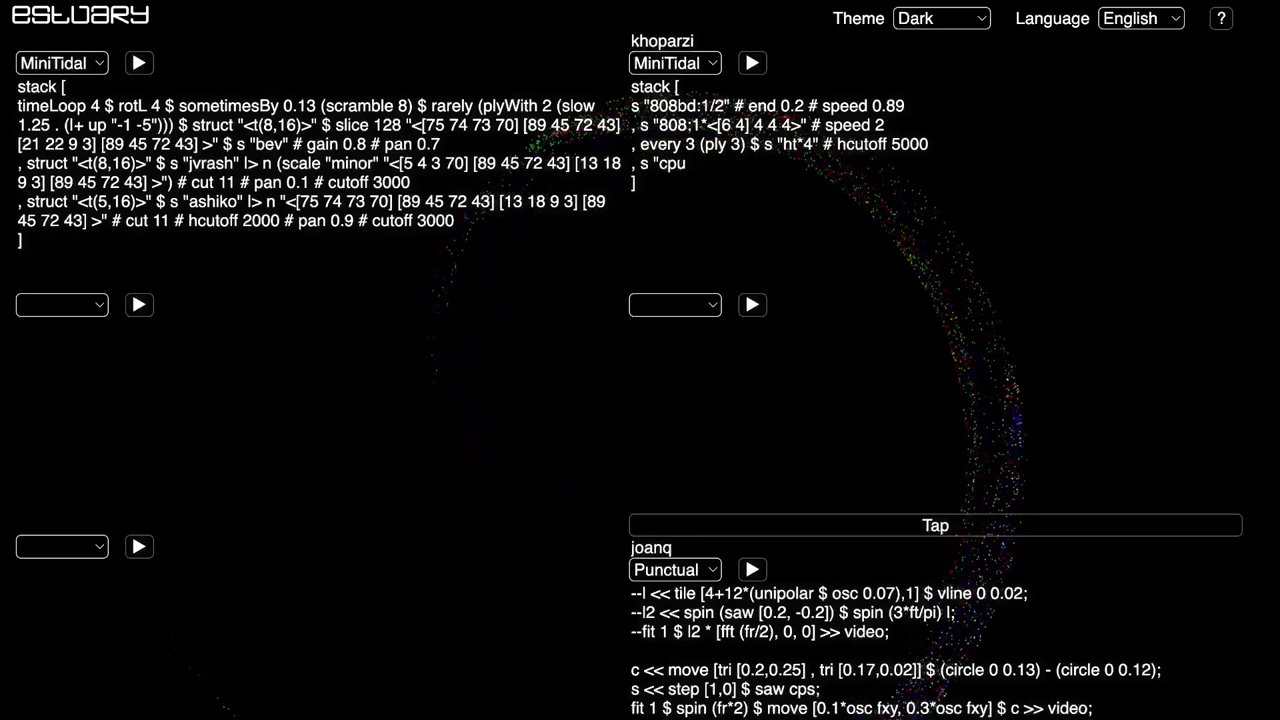 estuary
Theme Dark Language English ?
MiniTidal
stack [
timeLoop 4 $ rotL 4 $ sometimesBy 0.13 (scramble 8) $ rarely (plyWith 2 (slow
1.25 . (|+ up "-1 -5"))) $ struct "<t(8,16)>" $ slice 128 "<[75 74 73 70] [89 45 72 43]
[21 22 9 3] [89 45 72 43] >" $ s "bev" # gain 0.8 # pan 0.7
, struct "<t(8,16)>" $ s "jvrash" |> n (scale "minor" "<[5 4 3 70] [89 45 72 43] [13 18
9 3] [89 45 72 43] >") # cut 11 # pan 0.1 # cutoff 3000
, struct "<t(5,16)>" $ s "ashiko" |> n "<[75 74 73 70] [89 45 72 43] [13 18 9 3] [89
45 72 43] >" # cut 11 # hcutoff 2000 # pan 0.9 # cutoff 3000
]
khoparzi
MiniTidal
stack [
s "808bd:1/2" # end 0.2 # speed 0.89
, s "808:1*<[6 4] 4 4 4>" # speed 2
, every 3 (ply 3) $ s "ht*4" # hcutoff 5000
, s "cpu
]
Tap
joanq
Punctual
--l << tile [4+12*(unipolar $ osc 0.07),1] $ vline 0 0.02;
--l2 << spin (saw [0.2, -0.2]) $ spin (3*ft/pi) l;
--fit 1 $ l2 * [fft (fr/2), 0, 0] >> video;
c << move [tri [0.2,0.25] , tri [0.17,0.02]] $ (circle 0 0.13) - (circle 0 0.12);
s << step [1,0] $ saw cps;
fit 1 $ spin (fr*2) $ move [0.1*osc fxy, 0.3*osc fxy] $ c >> video;